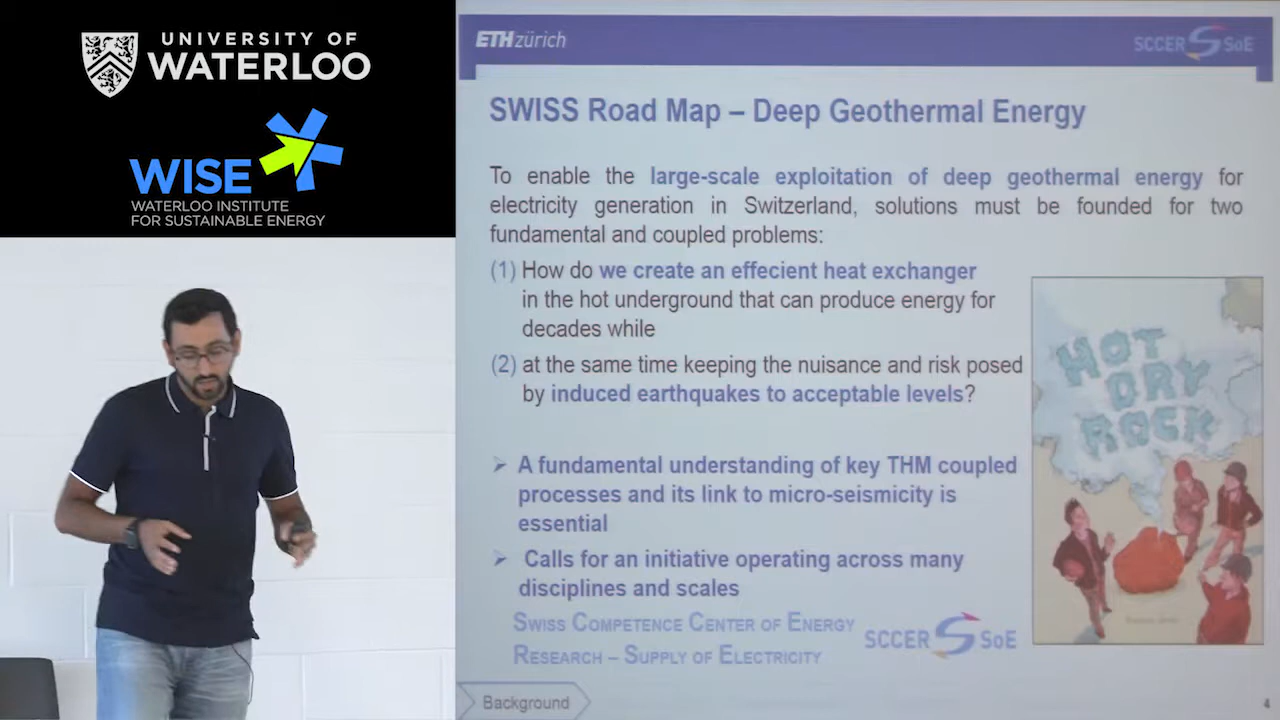 UNIVERSITY OF
WATERLOO
WISE
WATERLOO INSTITUTE
FOR SUSTAINABLE ENERGY
ETH zürich
SCCER SoE
SWISS Road Map – Deep Geothermal Energy
To enable the large-scale exploitation of deep geothermal energy for
electricity generation in Switzerland, solutions must be founded for two
fundamental and coupled problems:
(1) How do we create an effecient heat exchanger
in the hot underground that can produce energy for
decades while
(2) at the same time keeping the nuisance and risk posed
by induced earthquakes to acceptable levels?
➢ A fundamental understanding of key THM coupled
processes and its link to micro-seismicity is
essential
➢ Calls for an initiative operating across many
disciplines and scales
SWISS COMPETENCE CENTER OF ENERGY
RESEARCH – SUPPLY OF ELECTRICITY
SCCER SoE
HOT
DRY
ROCK
Background
4